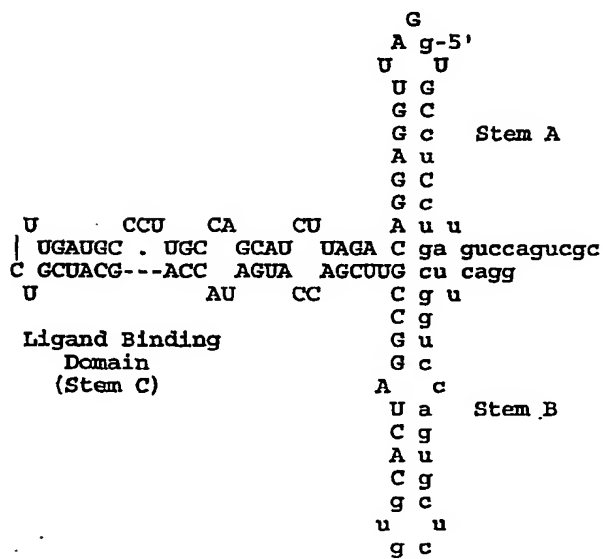 G
A g-5'
U U
U G
G C
G c Stem A
A u
G C
G c
U CCU CA CU A u u
| UGAUGC . UGC GCAU UAGA C ga guccagucgc
C GCUACG---ACC AGUA AGCUUG cu cagg
U AU CC C g u
Ligand Binding C g
Domain G u
(Stem C) G c
A c
U a Stem B
C g
A u
C g
g c
u u
g c